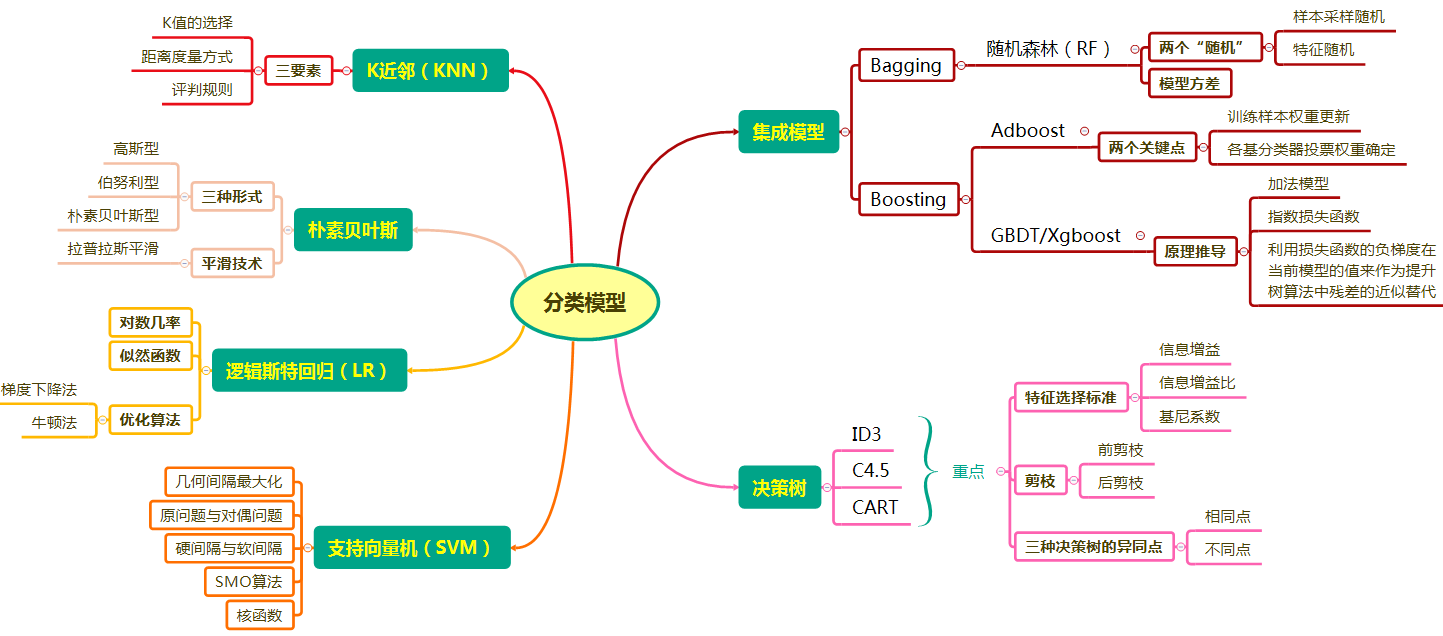 分类模型
K近邻（KNN）
三要素
K值的选择
距离度量方式
评判规则
朴素贝叶斯
三种形式
高斯型
伯努利型
朴素贝叶斯型
平滑技术
拉普拉斯平滑
逻辑斯特回归（LR）
对数几率
似然函数
优化算法
梯度下降法
牛顿法
支持向量机（SVM）
几何间隔最大化
原问题与对偶问题
硬间隔与软间隔
SMO算法
核函数
集成模型
Bagging
随机森林（RF）
两个“随机”
样本采样随机
特征随机
模型方差
Boosting
Adboost
两个关键点
训练样本权重更新
各基分类器投票权重确定
GBDT/Xgboost
原理推导
加法模型
指数损失函数
利用损失函数的负梯度在
当前模型的值来作为提升
树算法中残差的近似替代
决策树
ID3
C4.5
CART
重点
特征选择标准
信息增益
信息增益比
基尼系数
剪枝
前剪枝
后剪枝
三种决策树的异同点
相同点
不同点